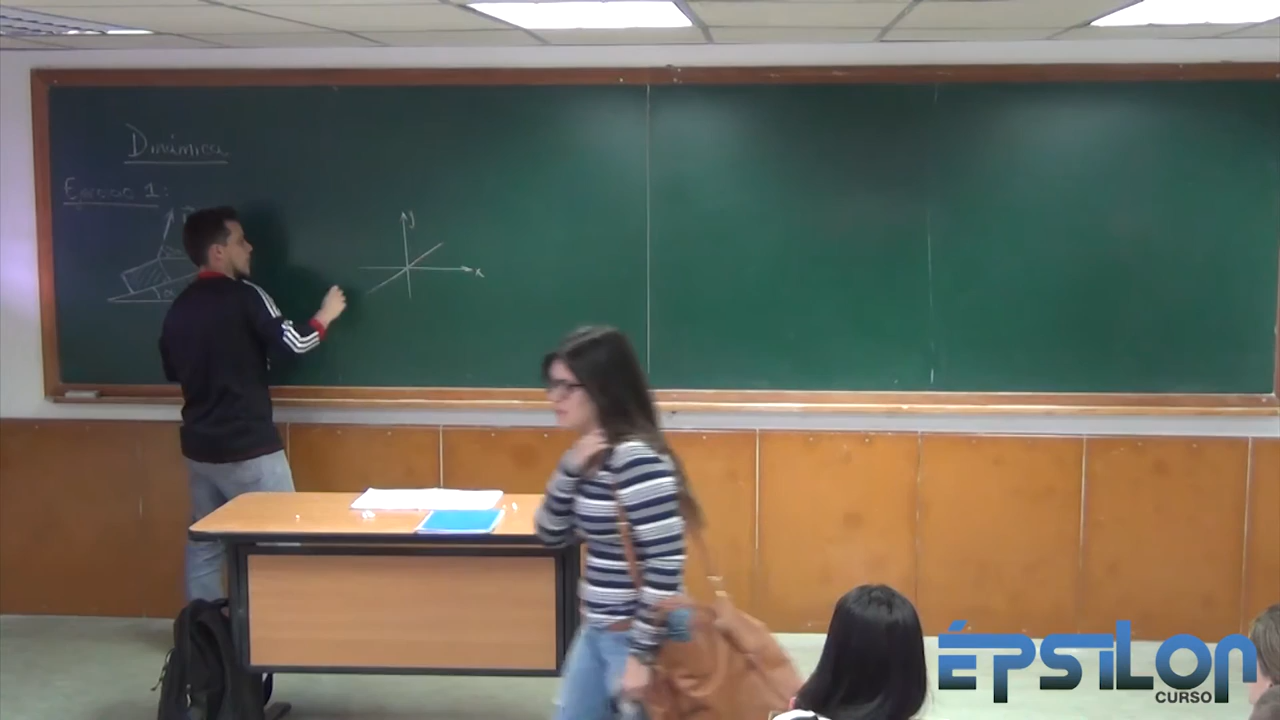 Dinámica
Ejercicio 1:
α
y
x
ÉPSILON
CURSO